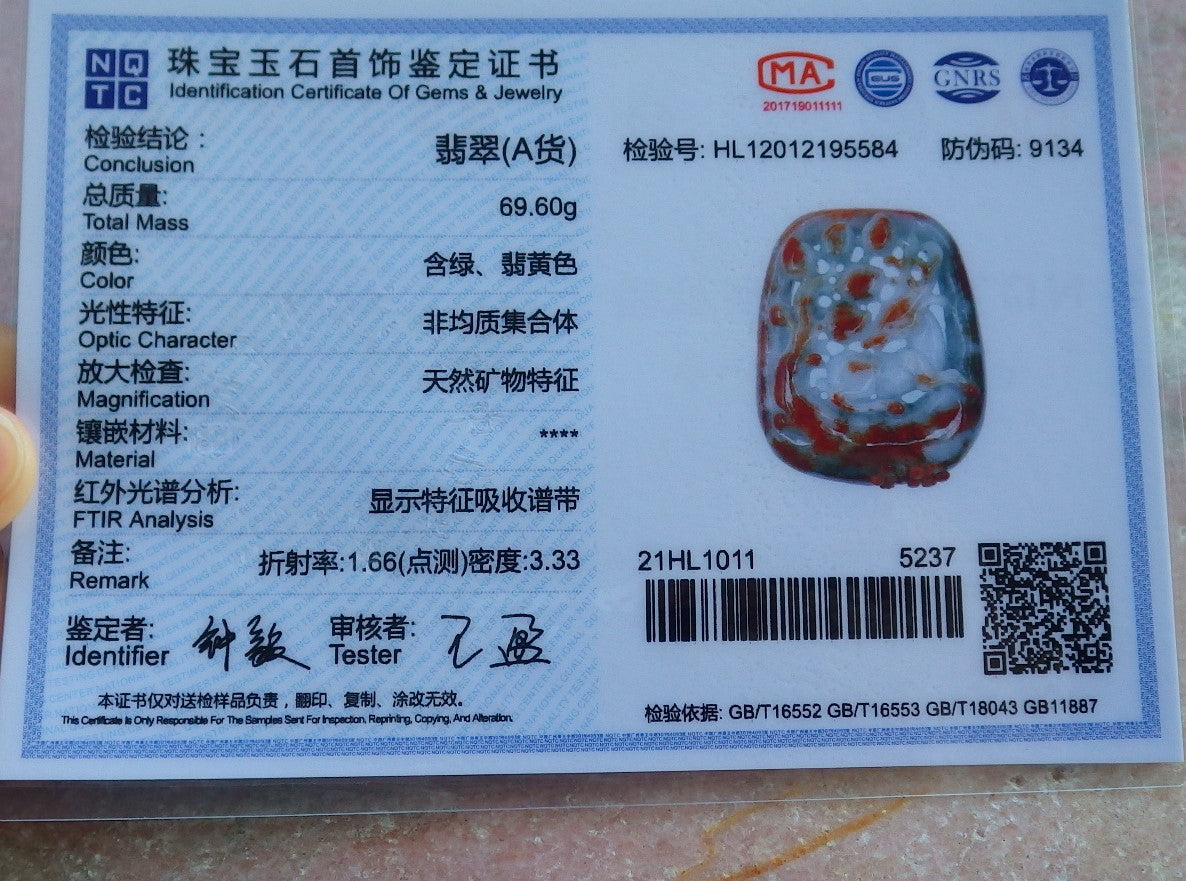 NQTC
珠宝玉石首饰鉴定证书
Identification Certificate Of Gems & Jewelry
MA
201719011111
GNRS
检验结论：
Conclusion
翡翠(A货)
总质量:
Total Mass
69.60g
颜色:
Color
含绿、翡黄色
光性特征:
Optic Character
非均质集合体
放大检查:
Magnification
天然矿物特征
镶嵌材料:
Material
****
红外光谱分析:
FTIR Analysis
显示特征吸收谱带
备注:
Remark
折射率:1.66(点测)密度:3.33
鉴定者:
Identifier
审核者:
Tester
本证书仅对送检样品负责，翻印、复制、涂改无效。
This Certificate Is Only Responsible For The Samples Sent For Inspection, Reprinting, Copying, And Alteration.
检验号: HL12012195584
防伪码: 9134
21HL1011
5237
检验依据: GB/T16552 GB/T16553 GB/T18043 GB11887